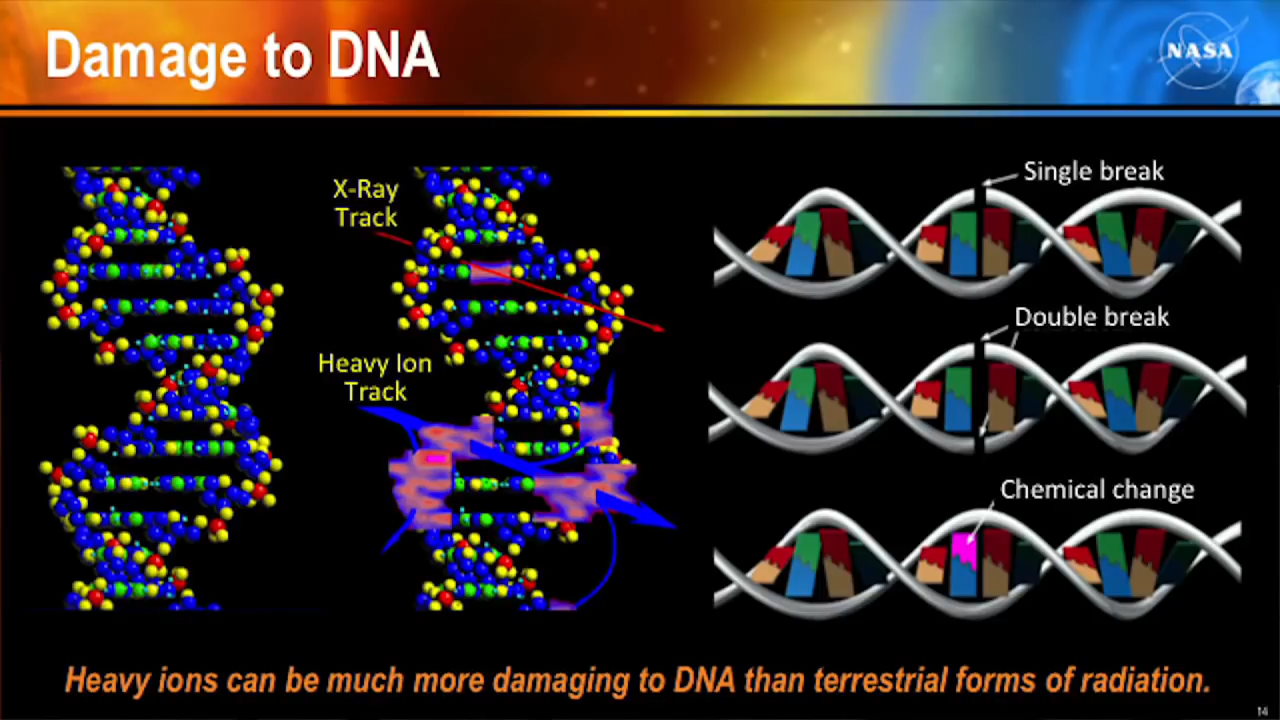 Damage to DNA
NASA
X-Ray
Track
Heavy Ion
Track
Single break
Double break
Chemical change
Heavy ions can be much more damaging to DNA than terrestrial forms of radiation.
14